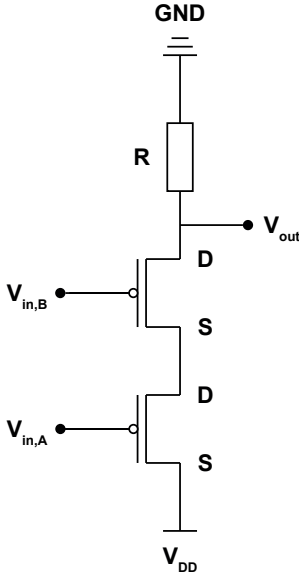 GND
R
V_out
D
V_in,B
S
D
V_in,A
S
V_DD